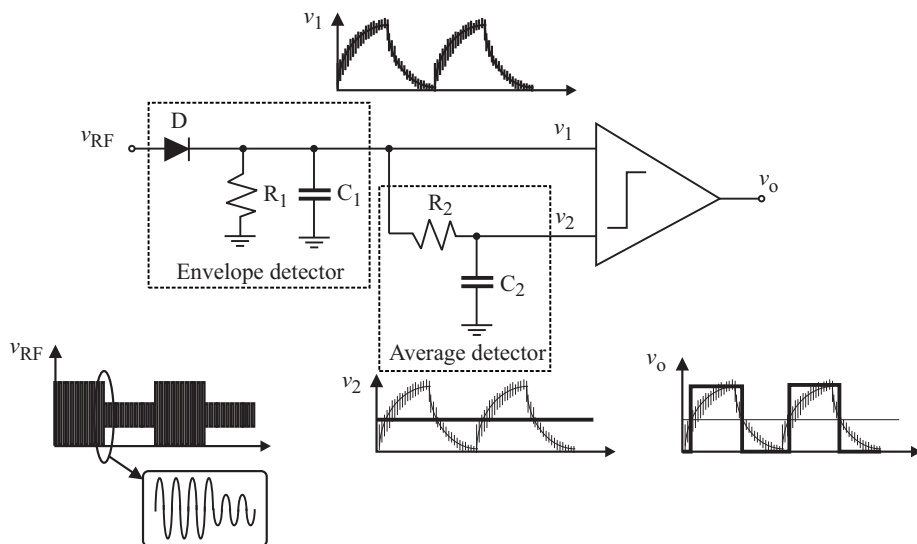 v1
D
vRF
v1
R1
C1
R2
v2
vo
Envelope detector
C2
Average detector
vRF
v2
vo